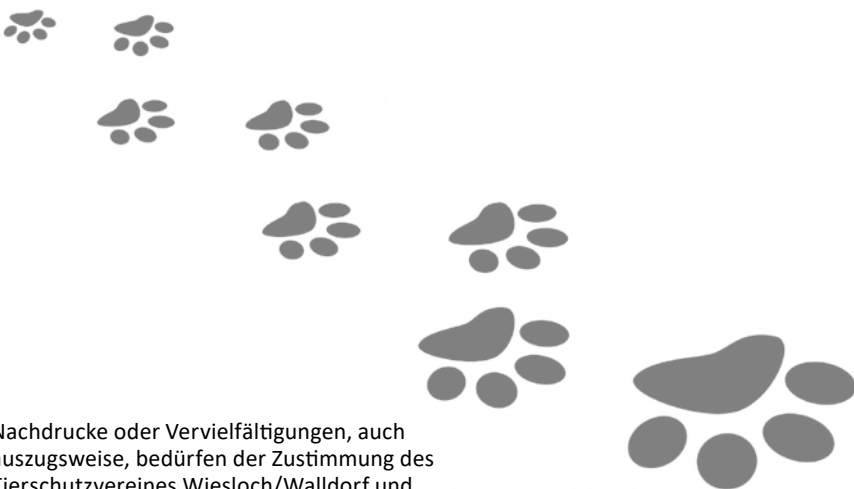 Nachdrucke oder Vervielfältigungen, auch
auszugsweise, bedürfen der Zustimmung des
Tierschutzvereines Wiesloch/Walldorf und